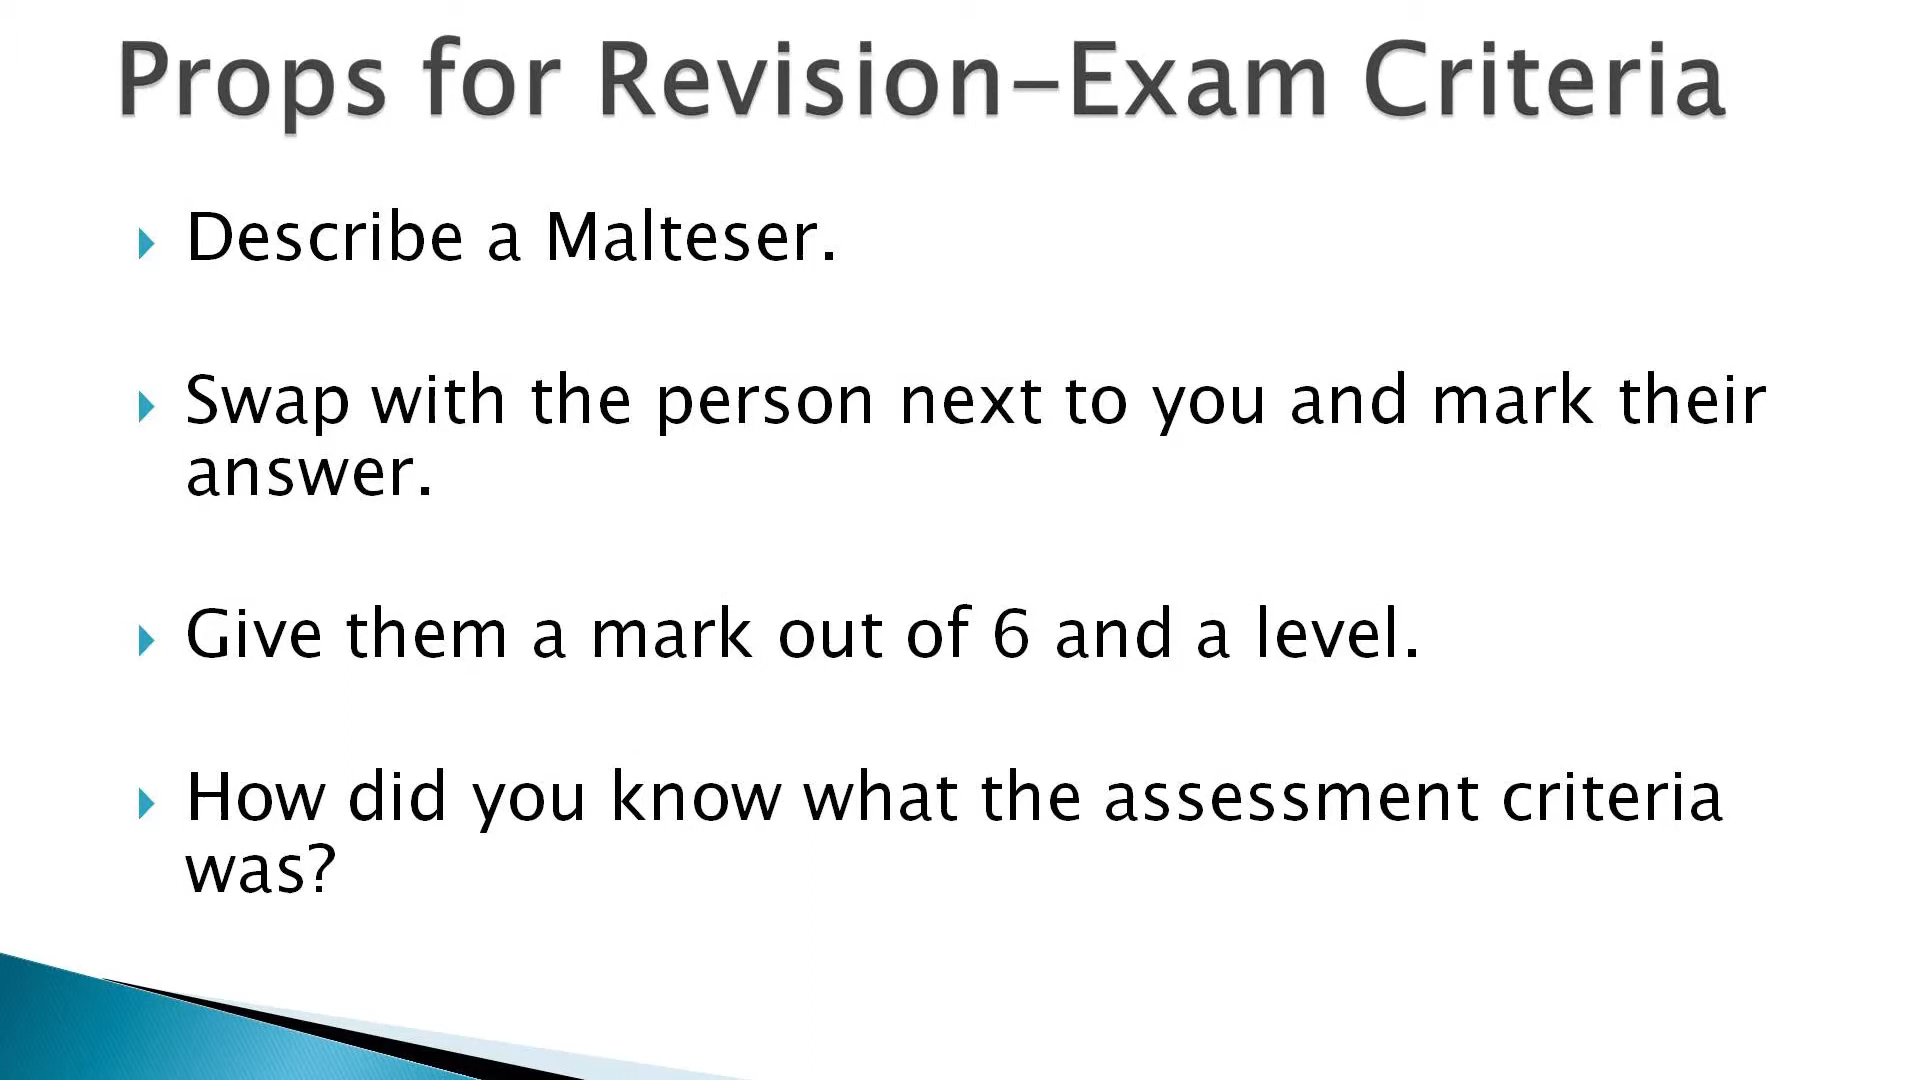 Props for Revision-Exam Criteria
Describe a Malteser.
Swap with the person next to you and mark their
answer.
Give them a mark out of 6 and a level.
How did you know what the assessment criteria
was?